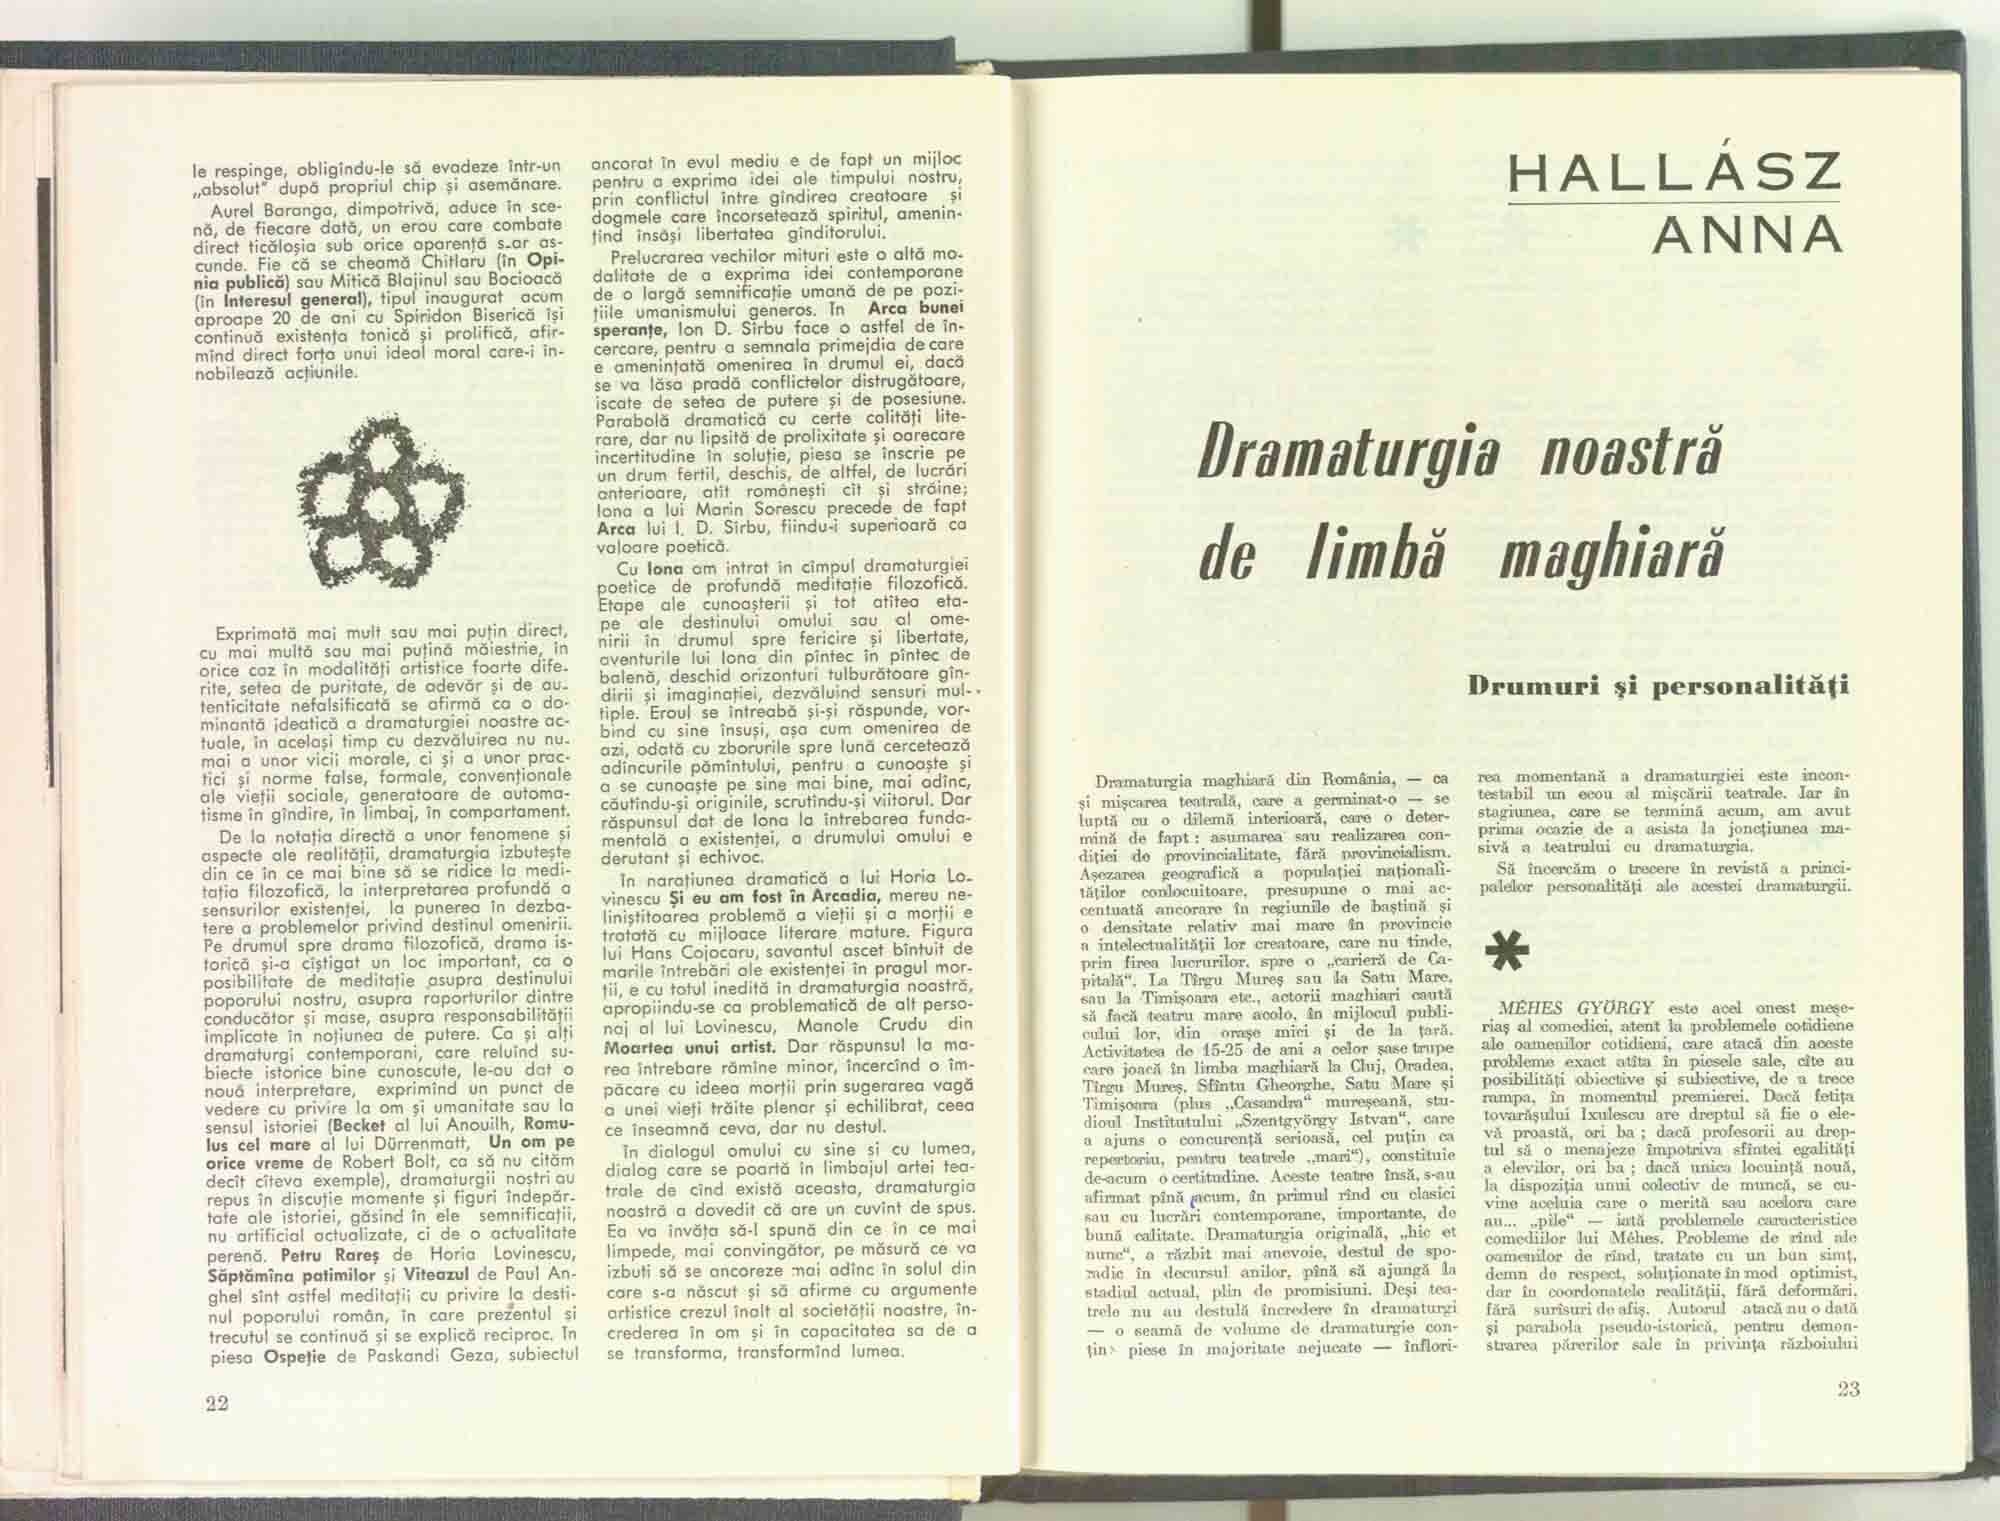 le respinge, obligîndu-le să evadeze într-un
„absolut" după propriul chip și asemănare.
Aurel Baranga, dimpotrivă, aduce în sce-
nă, de fiecare dată, un erou care combate
direct ticăloșia sub orice aparență s-ar as-
cunde. Fie că se cheamă Chitlaru (în Opi-
nia publică) sau Mitică Blajinul sau Bocioacă
(în Interesul general), tipul inaugurat acum
aproape 20 de ani cu Spiridon Biserică își
continuă existența tonică și prolifică, afir-
mînd direct forța unui ideal moral care-i în-
nobilează acțiunile.
Exprimată mai mult sau mai puțin direct,
cu mai multă sau mai puțină măiestrie, în
orice caz în modalități artistice foarte dife-
rite, setea de puritate, de adevăr și de au-
tenticitate nefalsificată se afirmă ca o do-
minantă ideatică a dramaturgiei noastre ac-
tuale, în același timp cu dezvăluirea nu nu-
mai a unor vicii morale, ci și a unor prac-
tici și norme false, formale, convenționale
ale vieții sociale, generatoare de automa-
tisme în gîndire, în limbaj, în comportament.
De la notația directă a unor fenomene și
aspecte ale realității, dramaturgia izbutește
din ce în ce mai bine să se ridice la medi-
tația filozofică, la interpretarea profundă a
sensurilor existenței, la punerea în dezba-
tere a problemelor privind destinul omenirii.
Pe drumul spre drama filozofică, drama is-
torică și-a cîștigat un loc important, ca o
posibilitate de meditație asupra destinului
poporului nostru, asupra raporturilor dintre
conducător și mase, asupra responsabilității
implicate în noțiunea de putere. Ca și alți
dramaturgi contemporani, care reluînd su-
biecte istorice bine cunoscute, le-au dat o
nouă interpretare, exprimînd un punct de
vedere cu privire la om și umanitate sau la
sensul istoriei (Becket al lui Anouilh, Romu-
lus cel mare al lui Dürrenmatt, Un om pe
orice vreme de Robert Bolt, ca să nu cităm
decît cîteva exemple), dramaturgii noștri au
repus în discuție momente și figuri îndepăr-
tate ale istoriei, găsind în ele semnificații,
nu artificial actualizate, ci de o actualitate
perenă. Petru Rareș de Horia Lovinescu,
Săptămîna patimilor și Viteazul de Paul An-
ghel sînt astfel meditații cu privire la desti-
nul poporului român, în care prezentul și
trecutul se continuă și se explică reciproc. În
piesa Ospeție de Paskandi Geza, subiectul
22
ancorat în evul mediu e de fapt un mijloc
pentru a exprima idei ale timpului nostru,
prin conflictul între gîndirea creatoare și
dogmele care încorsetează spiritul, amenin-
țînd însăși libertatea gînditorului.
Prelucrarea vechilor mituri este o altă mo-
dalitate de a exprima idei contemporane
de o largă semnificație umană de pe pozi-
țiile umanismului generos. În Arca bunei
speranțe, Ion D. Sîrbu face o astfel de în-
cercare, pentru a semnala primejdia de care
e amenințată omenirea în drumul ei, dacă
se va lăsa pradă conflictelor distrugătoare,
iscate de setea de putere și de posesiune.
Parabolă dramatică cu certe calități lite-
rare, dar nu lipsită de prolixitate și oarecare
incertitudine în soluție, piesa se înscrie pe
un drum fertil, deschis, de altfel, de lucrări
anterioare, atît românești cît și străine;
Iona a lui Marin Sorescu precede de fapt
Arca lui I. D. Sîrbu, fiindu-i superioară ca
valoare poetică.
Cu Iona am intrat în cîmpul dramaturgiei
poetice de profundă meditație filozofică.
Etape ale cunoașterii și tot atîtea eta-
pe ale destinului omului sau al ome-
nirii în drumul spre fericire și libertate,
aventurile lui Iona din pîntec în pîntec de
balenă, deschid orizonturi tulburătoare gîn-
dirii și imaginației, dezvăluind sensuri mul-
tiple. Eroul se întreabă și-și răspunde, vor-
bind cu sine însuși, așa cum omenirea de
azi, odată cu zborurile spre lună cercetează
adîncurile pămîntului, pentru a cunoaște și
a se cunoaște pe sine mai bine, mai adînc,
căutîndu-și originile, scrutîndu-și viitorul. Dar
răspunsul dat de Iona la întrebarea funda-
mentală a existenței, a drumului omului e
derutant și echivoc.
În narațiunea dramatică a lui Horia Lo-
vinescu Și eu am fost în Arcadia, mereu ne-
liniștitoarea problemă a vieții și a morții e
tratată cu mijloace literare mature. Figura
lui Hans Cojocaru, savantul ascet bîntuit de
marile întrebări ale existenței în pragul mor-
ții, e cu totul inedită în dramaturgia noastră,
apropiindu-se ca problematică de alt perso-
naj al lui Lovinescu, Manole Crudu din
Moartea unui artist. Dar răspunsul la ma-
rea întrebare rămîne minor, încercînd o îm-
păcare cu ideea morții prin sugerarea vagă
a unei vieți trăite plenar și echilibrat, ceea
ce înseamnă ceva, dar nu destul.
În dialogul omului cu sine și cu lumea,
dialog care se poartă în limbajul artei tea-
trale de cînd există aceasta, dramaturgia
noastră a dovedit că are un cuvînt de spus.
Ea va învăța să-l spună din ce în ce mai
limpede, mai convingător, pe măsură ce va
izbuti să se ancoreze mai adînc în solul din
care s-a născut și să afirme cu argumente
artistice crezul înalt al societății noastre, în-
crederea în om și în capacitatea sa de a
se transforma, transformînd lumea.
HALLÁSZ
ANNA
Dramaturgia noastră
de limbă maghiară
Drumuri și personalități
Dramaturgia maghiară din România, — ca
și mișcarea teatrală, care a germinat-o — se
luptă cu o dilemă interioară, care o deter-
mină de fapt : asumarea sau realizarea con-
diției de provincialitate, fără provincialism.
Așezarea geografică a populației naționali-
tăților conlocuitoare, presupune o mai ac-
centuată ancorare în regiunile de baștină și
o densitate relativ mai mare în provincie
a intelectualității lor creatoare, care nu tinde,
prin firea lucrurilor, spre o „carieră de Ca-
pitală". La Tîrgu Mureș sau la Satu Mare,
sau la Timișoara etc., actorii maghiari caută
să facă teatru mare acolo, în mijlocul publi-
cului lor, din orașe mici și de la țară.
Activitatea de 15-25 de ani a celor șase trupe
care joacă în limba maghiară la Cluj, Oradea,
Tîrgu Mureș, Sfîntu Gheorghe, Satu Mare și
Timișoara (plus „Casandra" mureșeană, stu-
dioul Institutului „Szentgyörgy Istvan", care
a ajuns o concurență serioasă, cel puțin ca
repertoriu, pentru teatrele „mari"), constituie
de-acum o certitudine. Aceste teatre însă, s-au
afirmat pînă acum, în primul rînd cu clasici
sau cu lucrări contemporane, importante, de
bună calitate. Dramaturgia originală, „hic et
nunc", a răzbit mai anevoie, destul de spo-
radic în decursul anilor, pînă să ajungă la
stadiul actual, plin de promisiuni. Deși tea-
trele nu au destulă încredere în dramaturgi
— o seamă de volume de dramaturgie con-
țin piese în majoritate nejucate — înflori-
rea momentană a dramaturgiei este incon-
testabil un ecou al mișcării teatrale. Iar în
stagiunea, care se termină acum, am avut
prima ocazie de a asista la joncțiunea ma-
sivă a teatrului cu dramaturgia.
Să încercăm o trecere în revistă a princi-
palelor personalități ale acestei dramaturgii.
*
MÉHES GYÖRGY este acel onest mește-
riaș al comediei, atent la problemele cotidiene
ale oamenilor cotidieni, care atacă din aceste
probleme exact atîta în piesele sale, cîte au
posibilități obiective și subiective, de a trece
rampa, în momentul premierei. Dacă fetița
tovarășului Ixulescu are dreptul să fie o ele-
vă proastă, ori ba ; dacă profesorii au drep-
tul să o menajeze împotriva sfintei egalități
a elevilor, ori ba ; dacă unica locuință nouă,
la dispoziția unui colectiv de muncă, se cu-
vine aceluia care o merită sau acelora care
au... „pile" — iată problemele caracteristice
comediilor lui Méhes. Probleme de rînd ale
oamenilor de rînd, tratate cu un bun simț,
demn de respect, soluționate în mod optimist,
dar în coordonatele realității, fără deformări,
fără surîsuri de afiș. Autorul atacă nu o dată
și parabola pseudo-istorică, pentru demon-
strarea părerilor sale în privința războiului
23